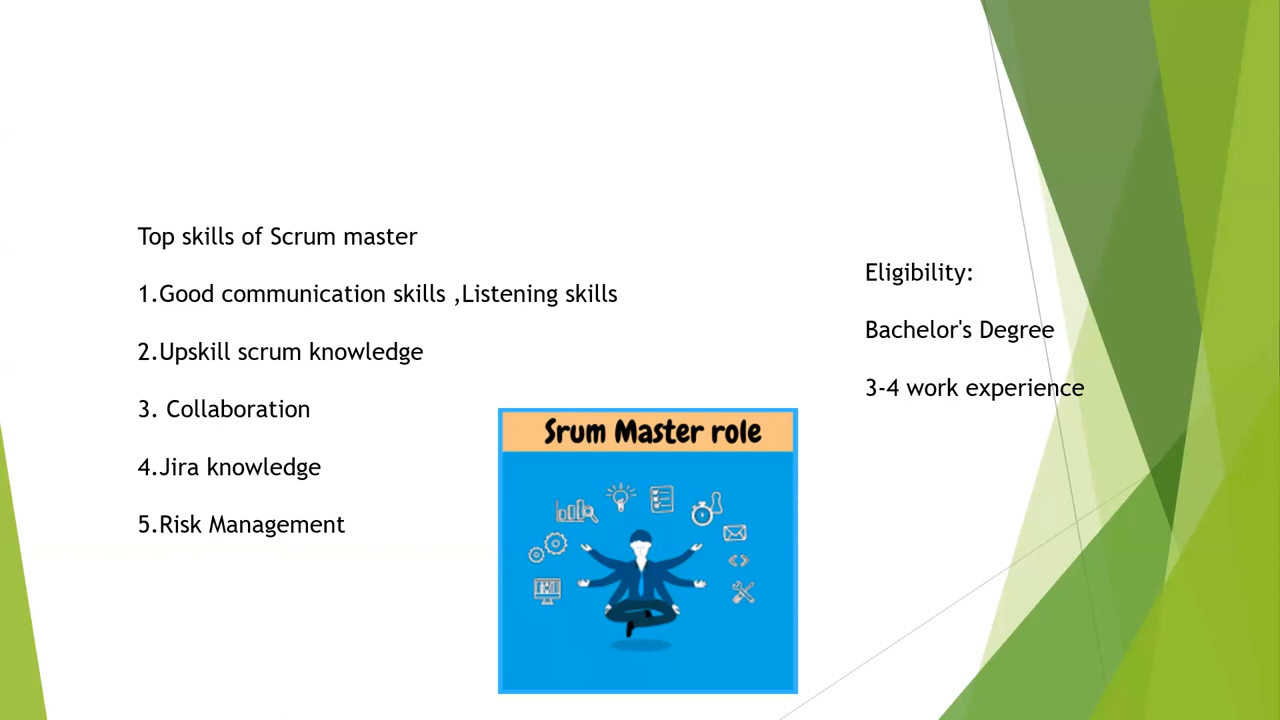 Top skills of Scrum master
1.Good communication skills ,Listening skills
2.Upskill scrum knowledge
3. Collaboration
4.Jira knowledge
5.Risk Management
Srum Master role
Eligibility:
Bachelor's Degree
3-4 work experience